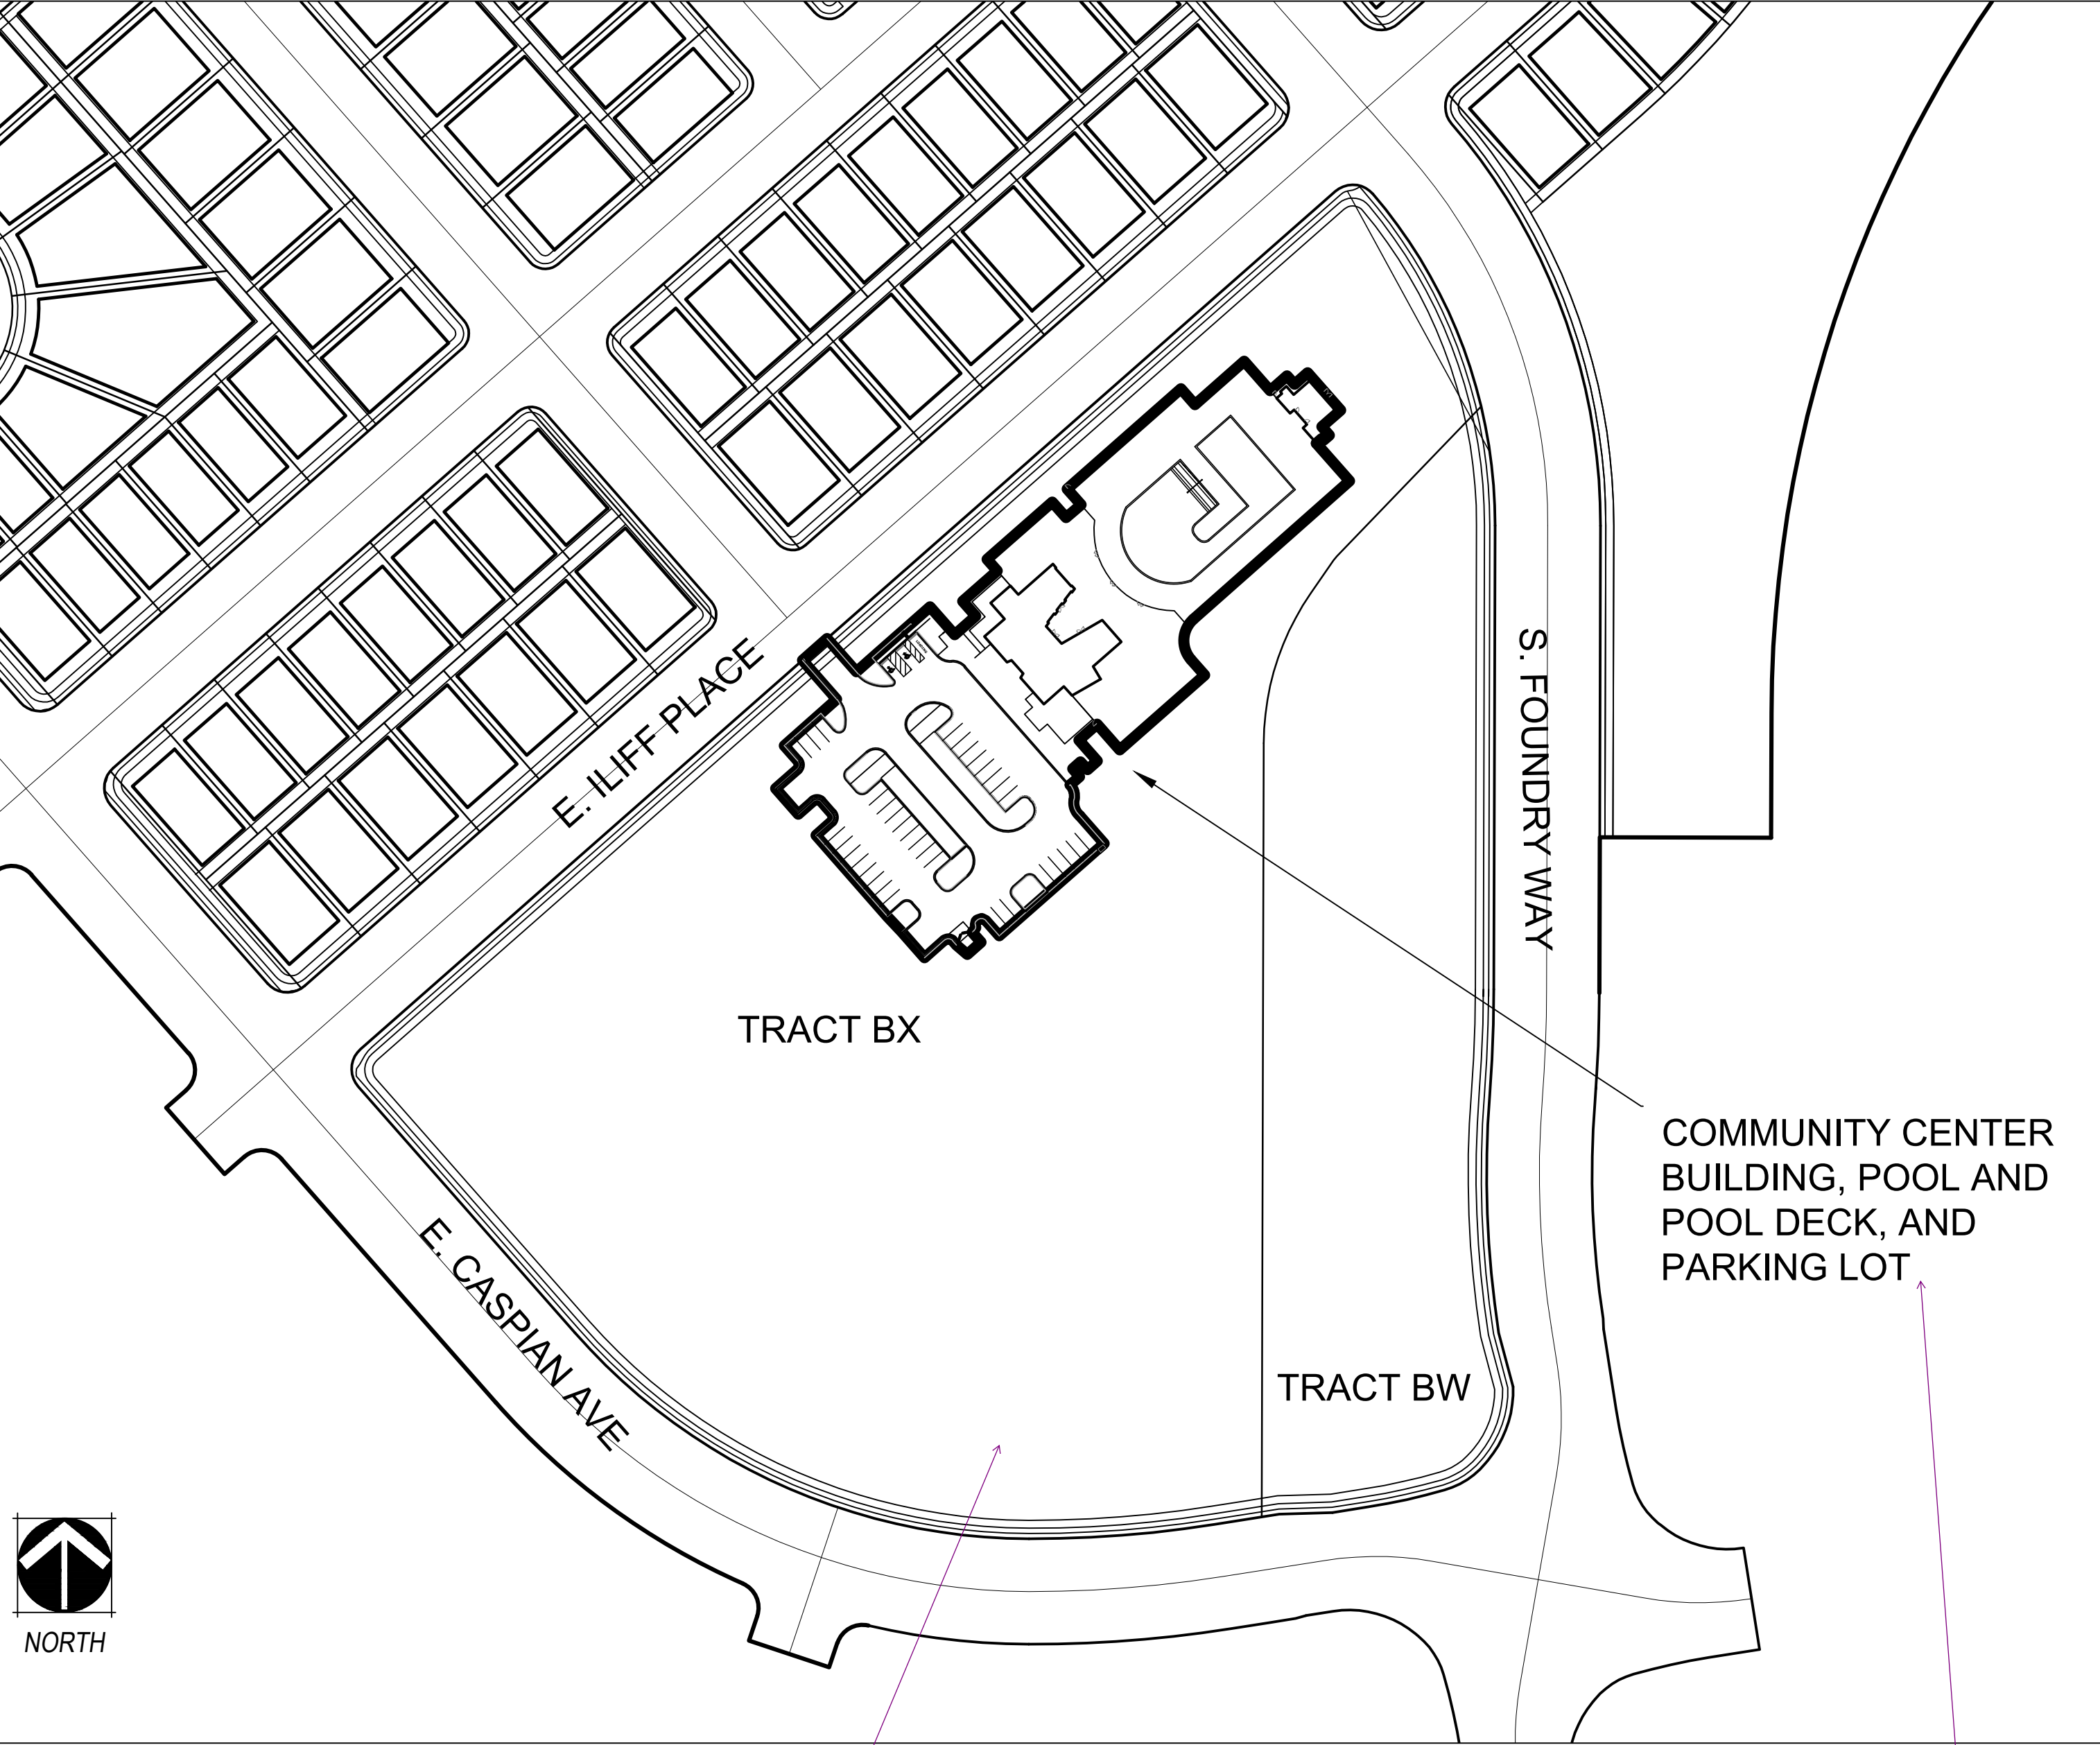 E. ILIFF PLACE
S. FOUNDRY WAY
TRACT BX
COMMUNITY CENTER
BUILDING, POOL AND
POOL DECK, AND
PARKING LOT
E. CASPIAN AVE
TRACT BW
NORTH